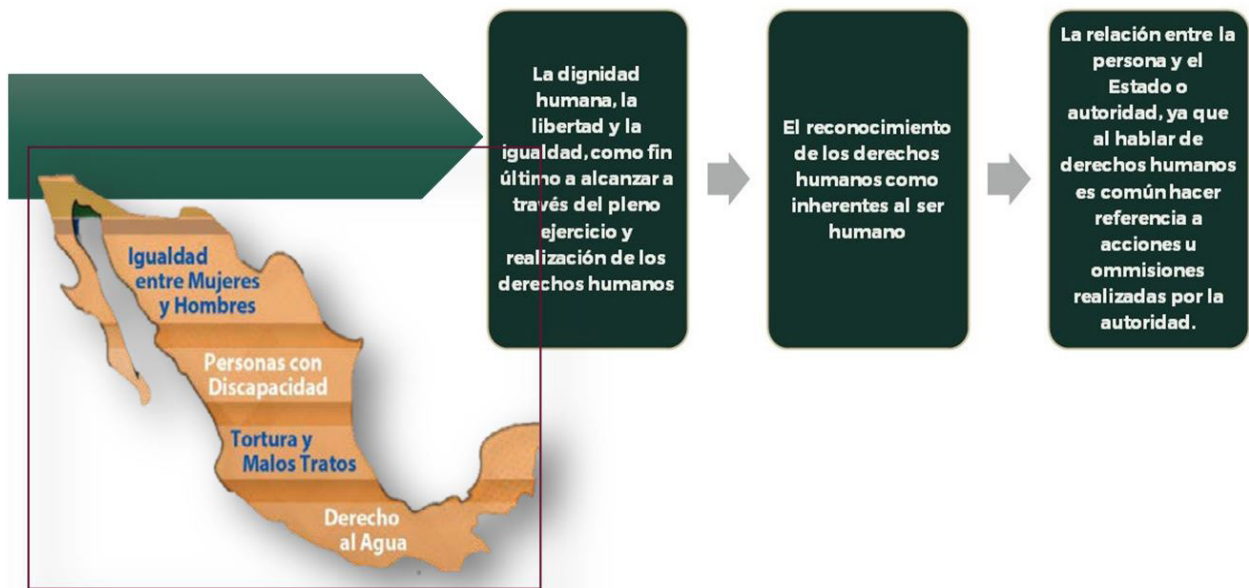 La dignidad
humana, la
libertad y la
igualdad, como fin
último a alcanzar a
través del pleno
ejercicio y
realización de los
derechos humanos
El reconocimiento
de los derechos
humanos como
inherentes al ser
humano
La relación entre la
persona y el
Estado o
autoridad, ya que
al hablar de
derechos humanos
es común hacer
referencia a
acciones u
ommisiones
realizadas por la
autoridad.
Igualdad
entre Mujeres
y Hombres
Personas con
Discapacidad
Tortura y
Malos Tratos
Derecho
al Agua